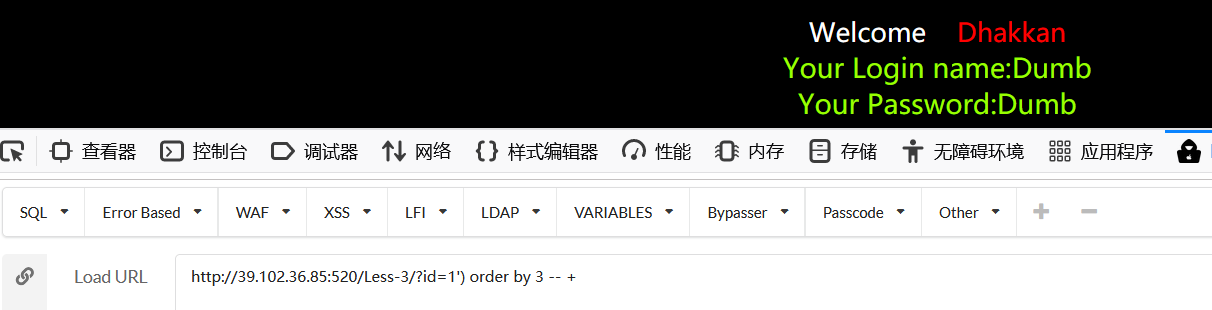 Welcome Dhakkan
Your Login name:Dumb
Your Password:Dumb
查看器 控制台 调试器 网络 样式编辑器 性能 内存 存储 无障碍环境 应用程序
SQL Error Based WAF XSS LFI LDAP VARIABLES Bypasser Passcode Other
Load URL http://39.102.36.85:520/Less-3/?id=1') order by 3 -- +